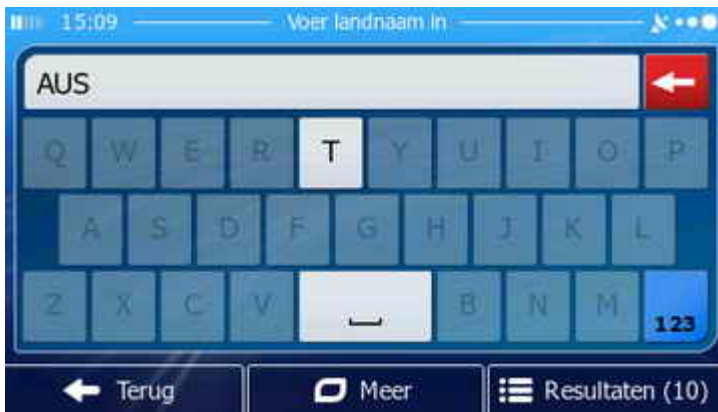 15:09 Voer landnaam in
AUS
Q W E R T Y U I O P
A S D F G H J K L
Z X C V B N M 123
Terug Meer Resultaten (10)